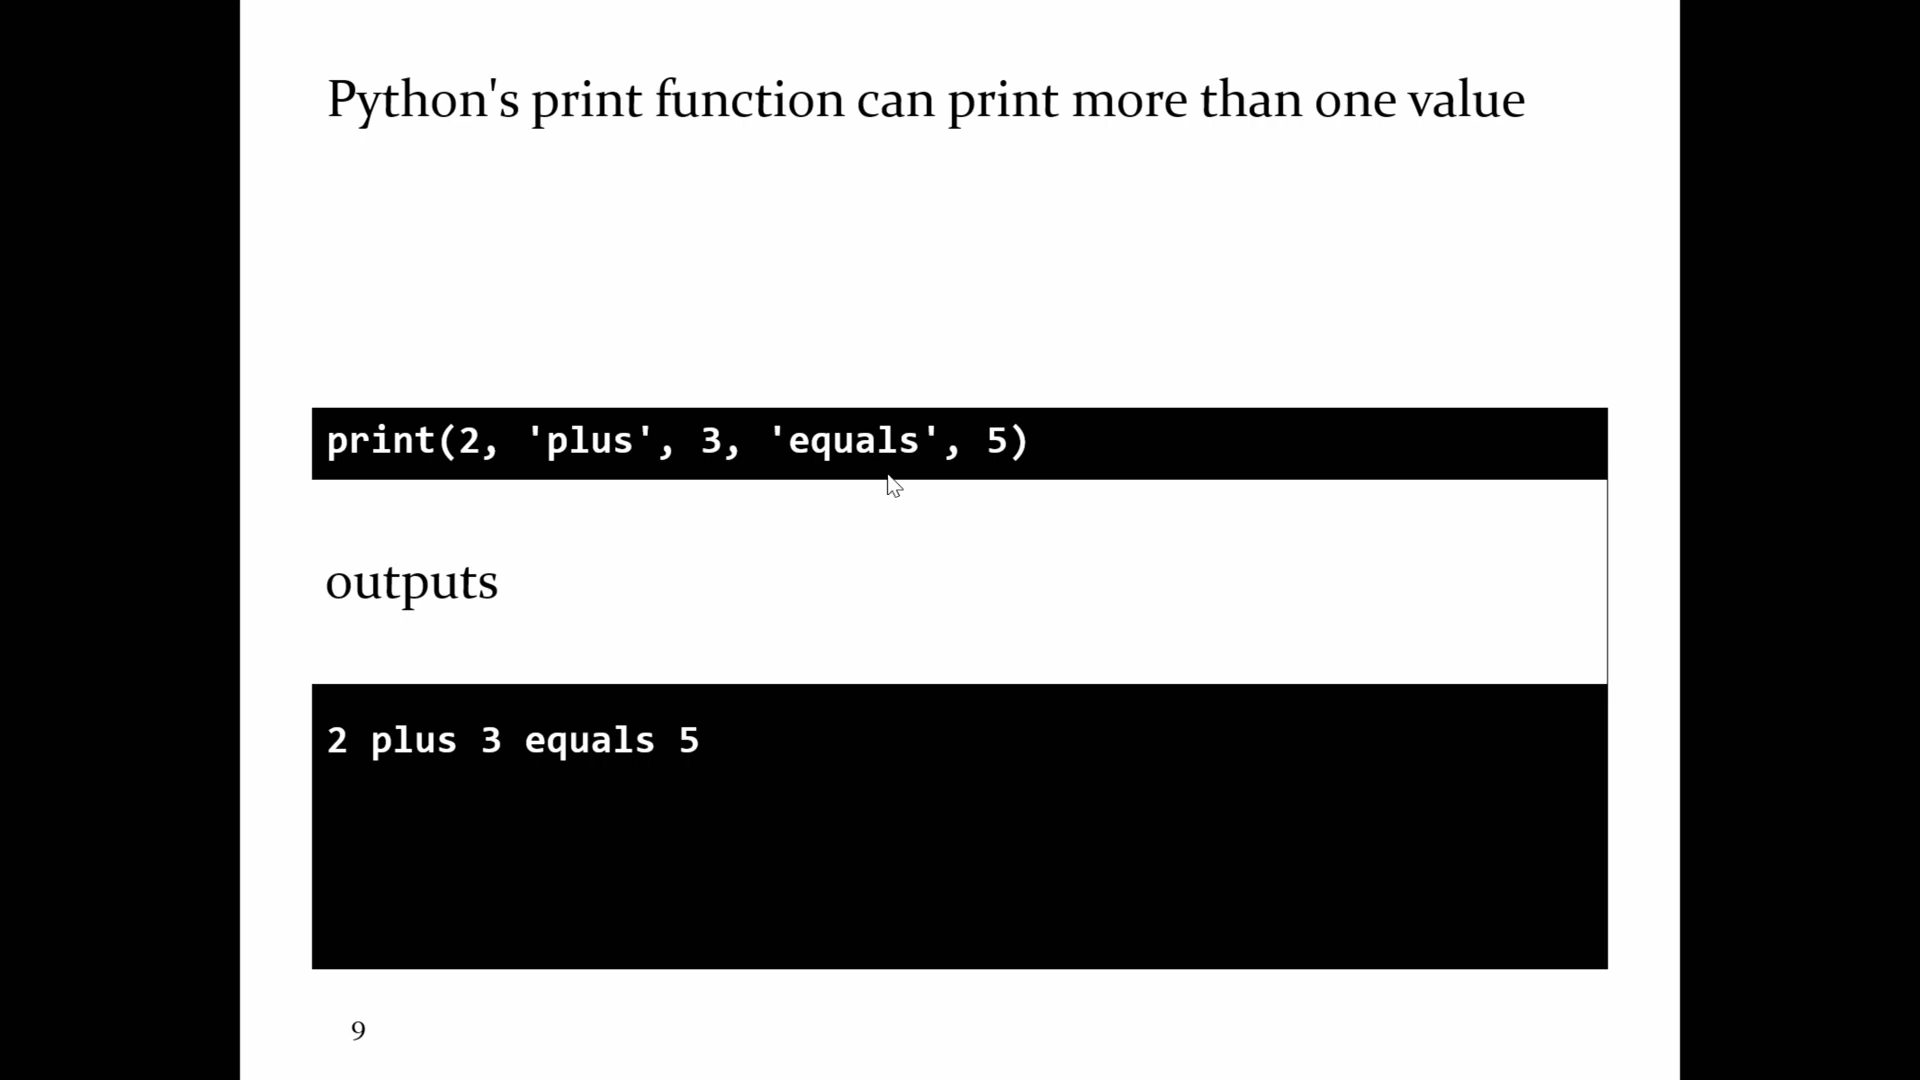 Python's print function can print more than one value
print(2, 'plus', 3, 'equals', 5)
outputs
2 plus 3 equals 5
9